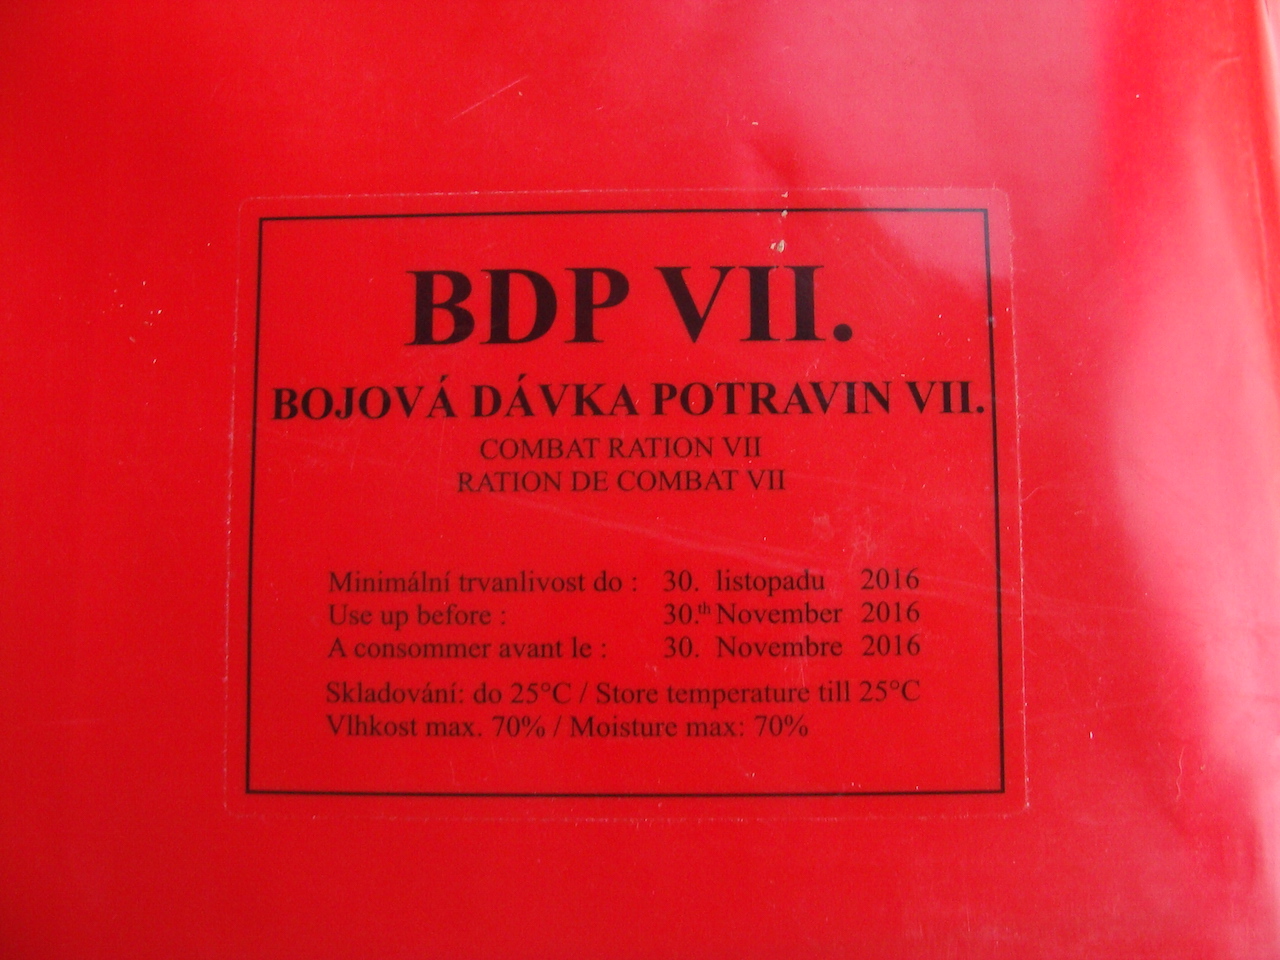 BDP VII.
BOJOVÁ DÁVKA POTRAVIN VII.
COMBAT RATION VII
RATION DE COMBAT VII
Minimální trvanlivost do : 30. listopadu 2016
Use up before : 30.th November 2016
A consommer avant le : 30. Novembre 2016
Skladování: do 25°C / Store temperature till 25°C
Vlhkost max. 70% / Moisture max: 70%